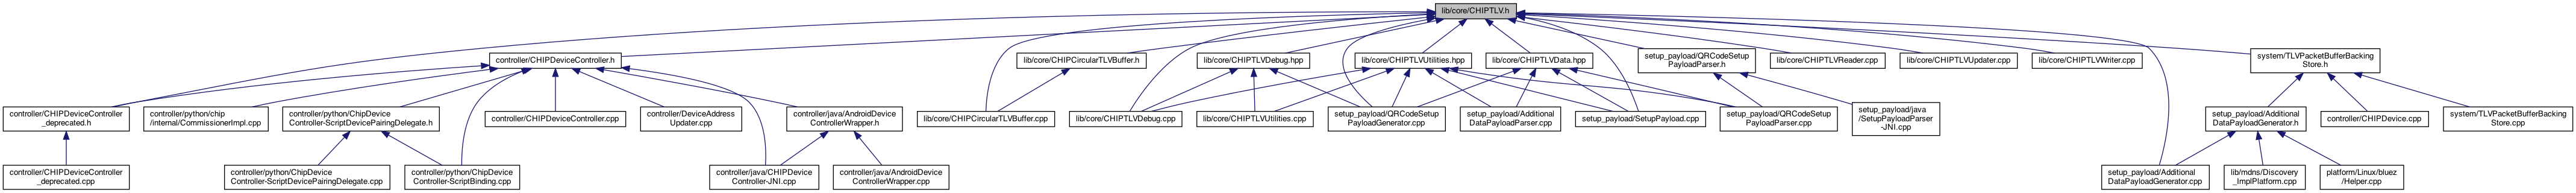 lib/core/CHIPTLV.h
controller/CHIPDeviceController.h
lib/core/CHIPCircularTLVBuffer.h
lib/core/CHIPTLVDebug.hpp
lib/core/CHIPTLVUtilities.hpp
lib/core/CHIPTLVData.hpp
setup_payload/QRCodeSetup
PayloadParser.h
lib/core/CHIPTLVReader.cpp
lib/core/CHIPTLVUpdater.cpp
lib/core/CHIPTLVWriter.cpp
system/TLVPacketBufferBacking
Store.h
controller/CHIPDeviceController
_deprecated.h
controller/python/chip
/internal/CommissionerImpl.cpp
controller/python/ChipDevice
Controller-ScriptDevicePairingDelegate.h
controller/CHIPDeviceController.cpp
controller/DeviceAddress
Updater.cpp
controller/java/AndroidDevice
ControllerWrapper.h
lib/core/CHIPCircularTLVBuffer.cpp
lib/core/CHIPTLVDebug.cpp
lib/core/CHIPTLVUtilities.cpp
setup_payload/QRCodeSetup
PayloadGenerator.cpp
setup_payload/Additional
DataPayloadParser.cpp
setup_payload/SetupPayload.cpp
setup_payload/QRCodeSetup
PayloadParser.cpp
setup_payload/java
/SetupPayloadParser
-JNI.cpp
setup_payload/Additional
DataPayloadGenerator.h
controller/CHIPDevice.cpp
system/TLVPacketBufferBacking
Store.cpp
controller/CHIPDeviceController
_deprecated.cpp
controller/python/ChipDevice
Controller-ScriptDevicePairingDelegate.cpp
controller/python/ChipDevice
Controller-ScriptBinding.cpp
controller/java/CHIPDevice
Controller-JNI.cpp
controller/java/AndroidDevice
ControllerWrapper.cpp
setup_payload/Additional
DataPayloadGenerator.cpp
lib/mdns/Discovery
_ImplPlatform.cpp
platform/Linux/bluez
/Helper.cpp